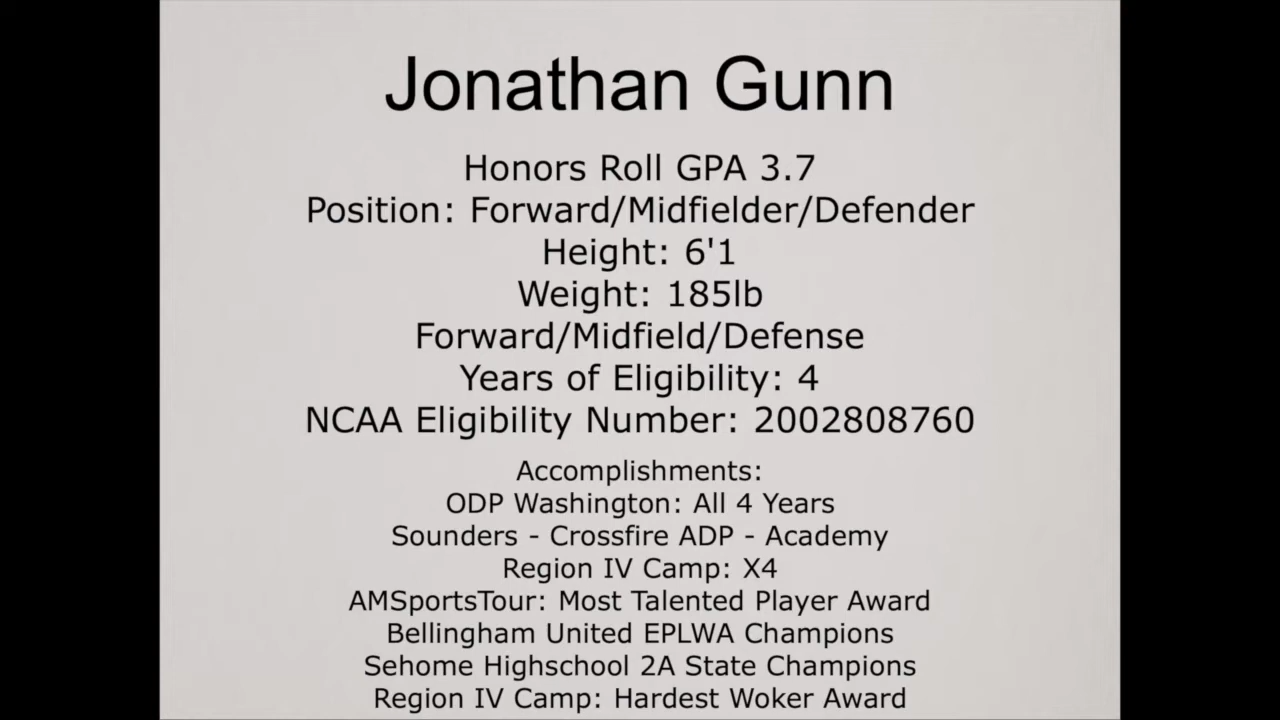 Jonathan Gunn
Honors Roll GPA 3.7
Position: Forward/Midfielder/Defender
Height: 6'1
Weight: 185lb
Forward/Midfield/Defense
Years of Eligibility: 4
NCAA Eligibility Number: 2002808760
Accomplishments:
ODP Washington: All 4 Years
Sounders - Crossfire ADP - Academy
Region IV Camp: X4
AMSportsTour: Most Talented Player Award
Bellingham United EPLWA Champions
Sehome Highschool 2A State Champions
Region IV Camp: Hardest Woker Award